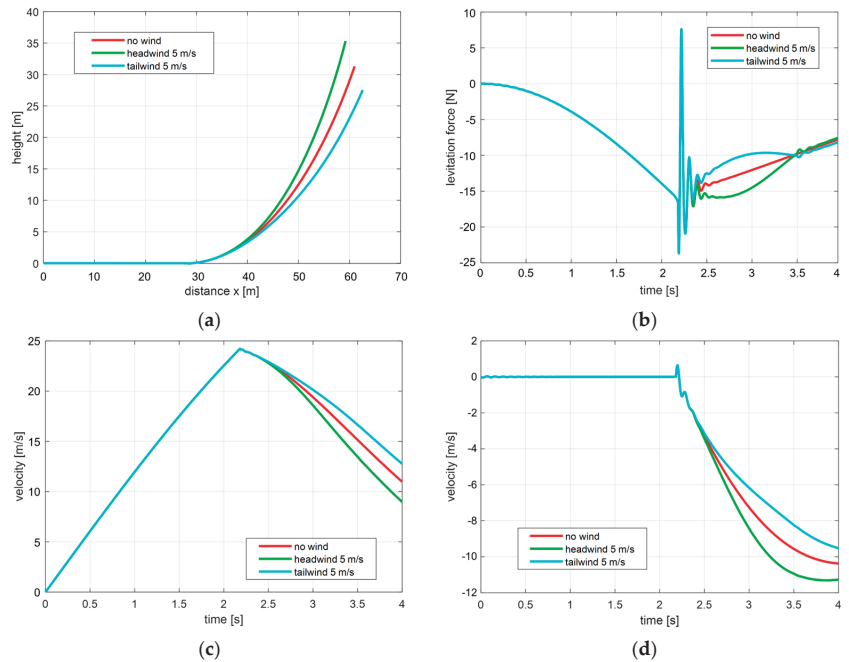 40
35
30
25
20
15
10
5
0
height [m]
no wind
headwind 5 m/s
tailwind 5 m/s
0 10 20 30 40 50 60 70
distance x [m]
(a)
10
5
0
-5
-10
-15
20
-25
levitation force [N]
no wind
headwind 5 m/s
tailwind 5 m/s
0 0.5 1 1.5 2 2.5 3 3.5 4
time [s]
(b)
25
20
15
10
5
0
velocity [m/s]
no wind
headwind 5 m/s
tailwind 5 m/s
0 0.5 1 1.5 2 2.5 3 3.5 4
time [s]
(c)
2
0
-2
-4
-6
-8
-10
-12
velocity [m/s]
no wind
headwind 5 m/s
tailwind 5 m/s
0 0.5 1 1.5 2 2.5 3 3.5 4
time [s]
(d)